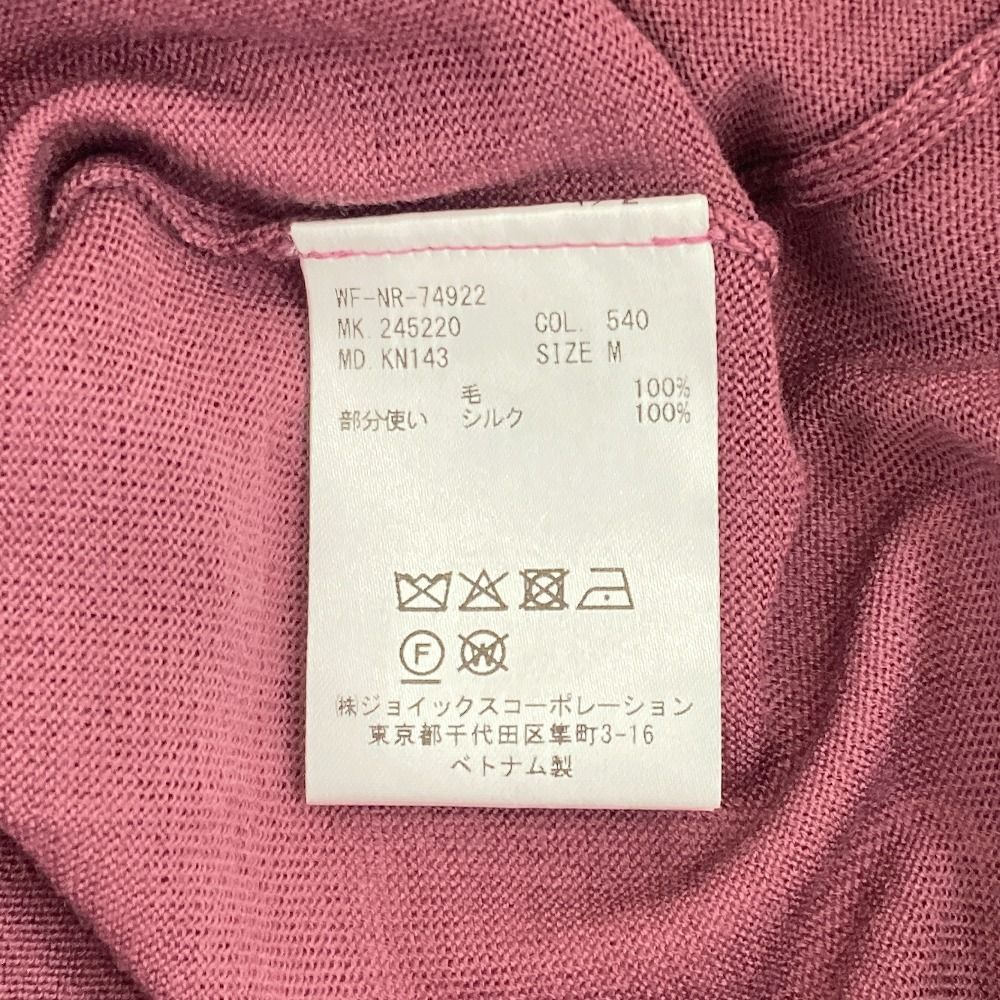 WF-NR-74922
MK. 245220 COL. 540
MD. KN143 SIZE M
毛 100%
部分使い シルク 100%
F W
㈱ジョイックスコーポレーション
東京都千代田区隼町3-16
ベトナム製